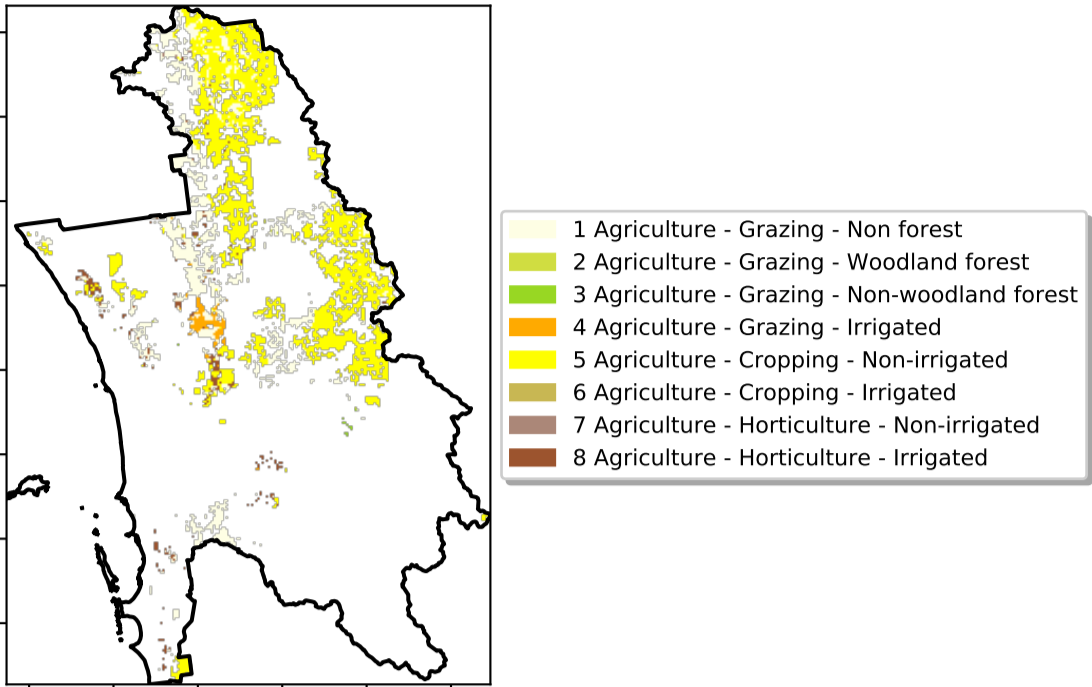 1 Agriculture - Grazing - Non forest
2 Agriculture - Grazing - Woodland forest
3 Agriculture - Grazing - Non-woodland forest
4 Agriculture - Grazing - Irrigated
5 Agriculture - Cropping - Non-irrigated
6 Agriculture - Cropping - Irrigated
7 Agriculture - Horticulture - Non-irrigated
8 Agriculture - Horticulture - Irrigated